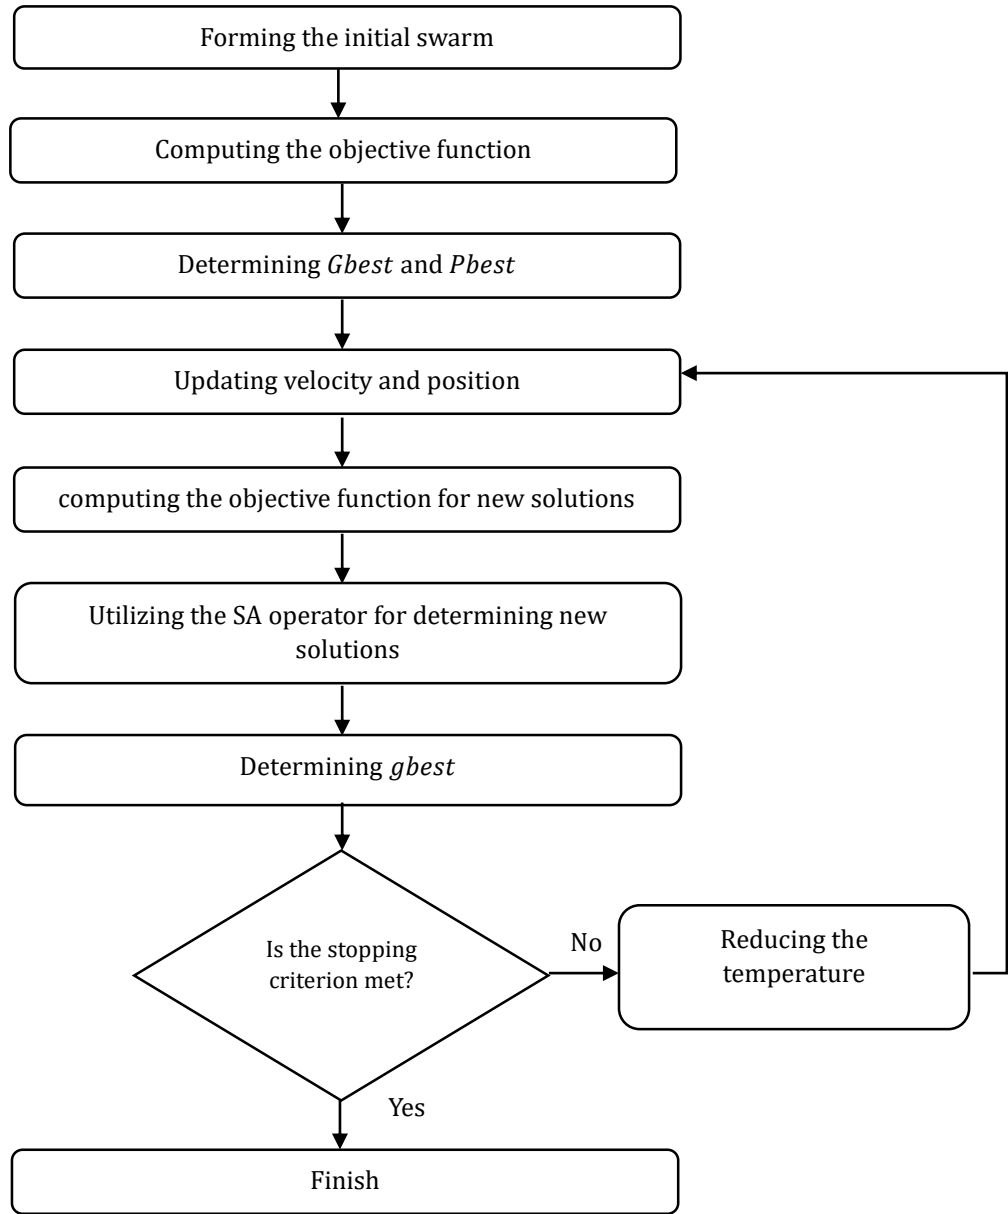 Forming the initial swarm
Computing the objective function
Determining Gbest and Pbest
Updating velocity and position
computing the objective function for new solutions
Utilizing the SA operator for determining new
solutions
Determining gbest
Is the stopping
criterion met?
No
Reducing the
temperature
Yes
Finish